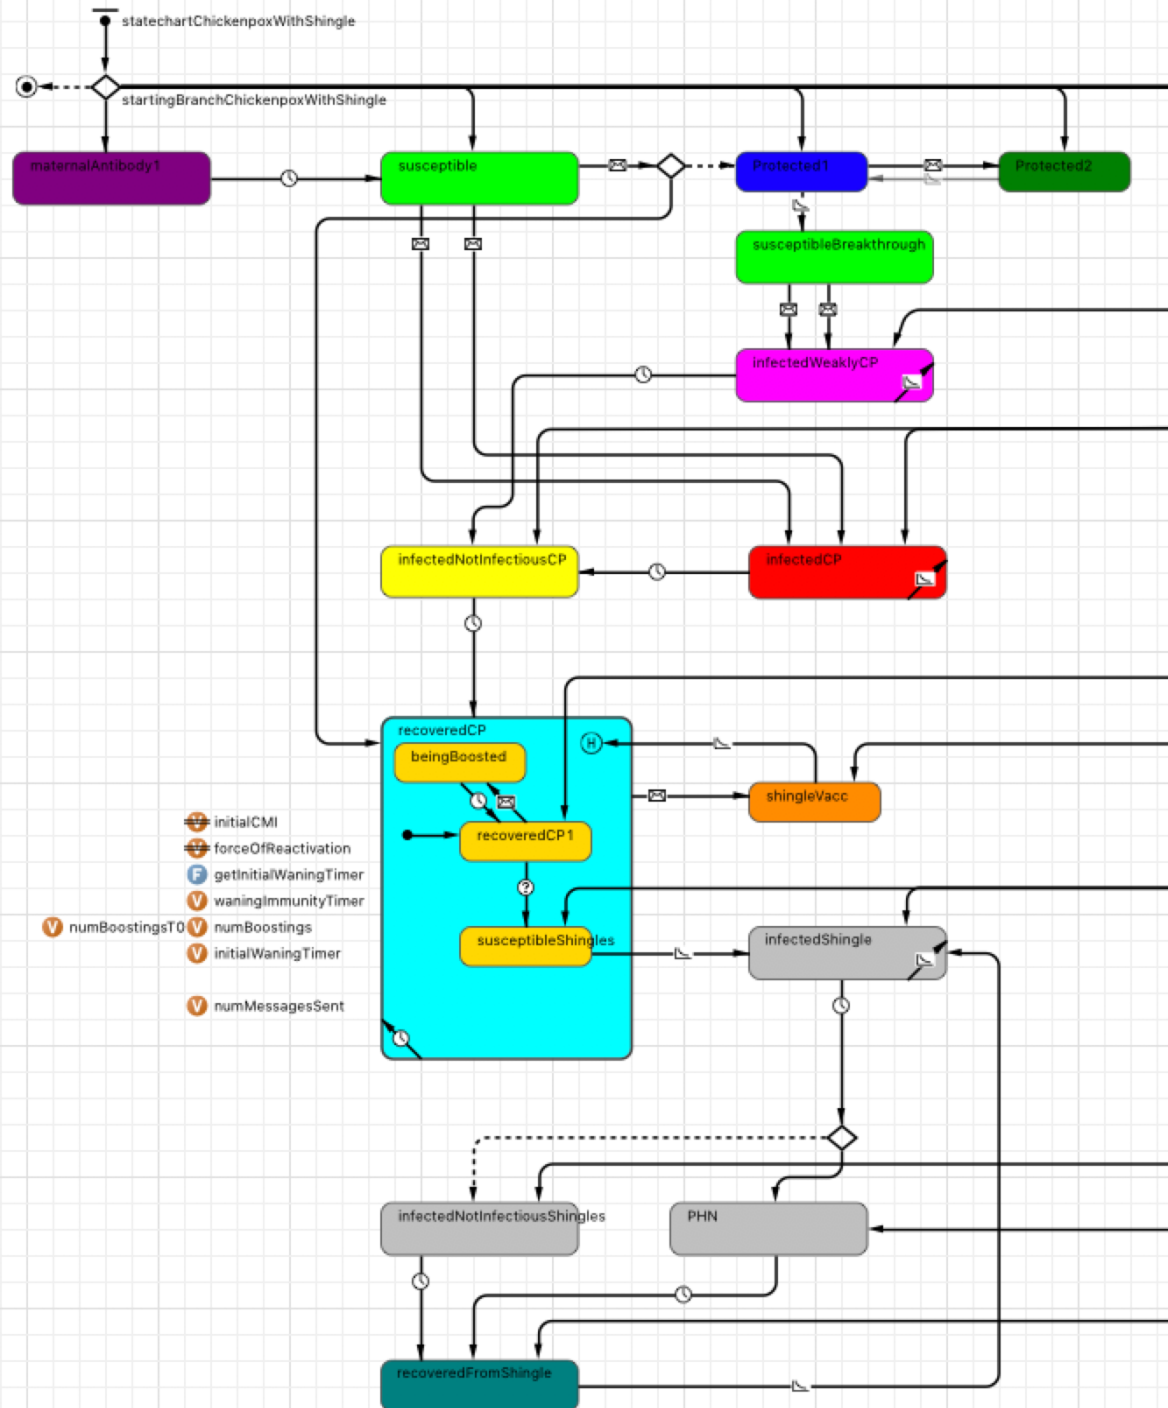 statechartChickenpoxWithShingle
startingBranchChickenpoxWithShingle
maternalAntibody1
susceptible
Protected1
Protected2
susceptibleBreakthrough
infectedWeaklyCP
infectedNotInfectiousCP
infectedCP
recoveredCP
H
beingBoosted
shingleVacc
recoveredCP1
V initialCMI
V forceOfReactivation
F getInitialWaningTimer
?
V waningImmunityTimer
V numBoostingsT0
V numBoostings
susceptibleShingles
infectedShingle
V initialWaningTimer
V numMessagesSent
infectedNotInfectiousShingles
PHN
recoveredFromShingle